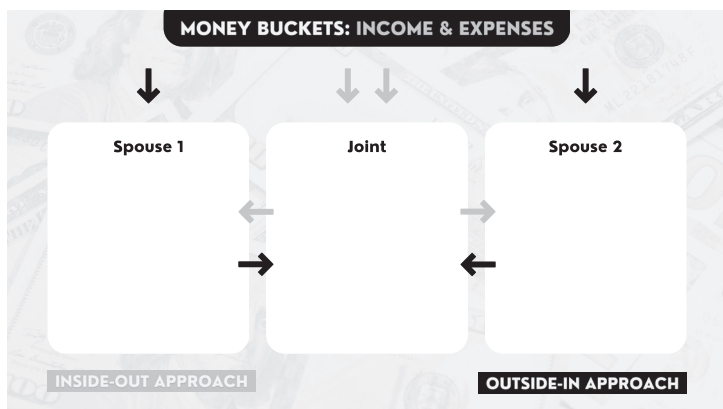 MONEY BUCKETS: INCOME & EXPENSES
Spouse 1
Joint
Spouse 2
INSIDE-OUT APPROACH
OUTSIDE-IN APPROACH